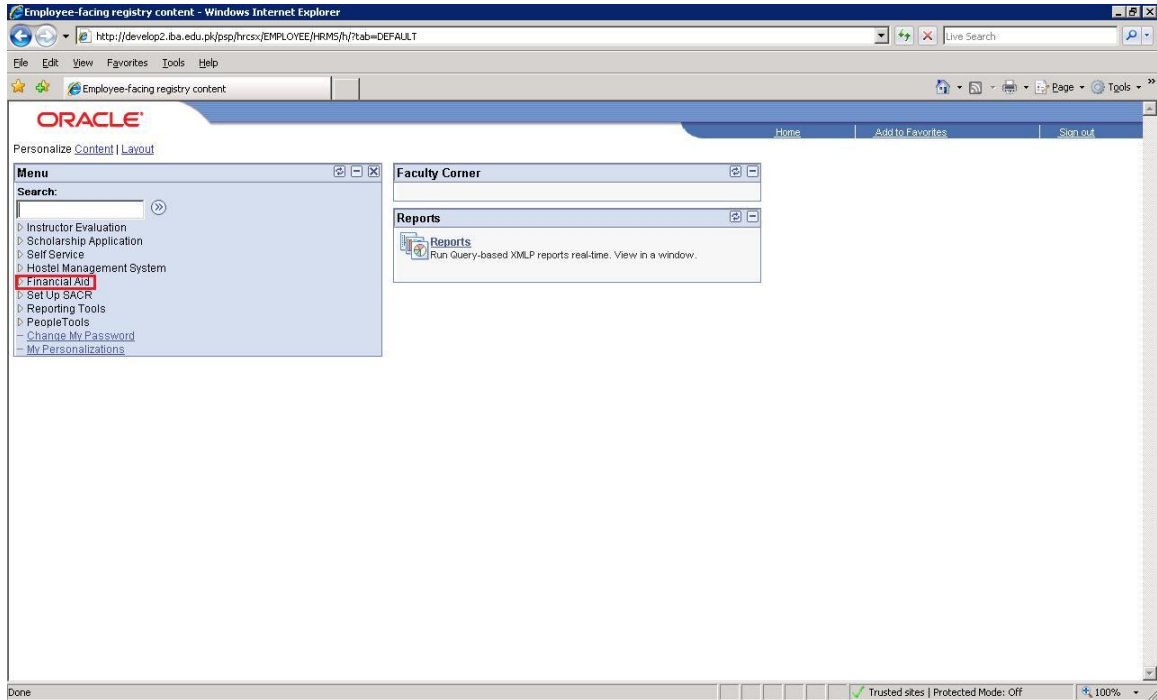 Employee-facing registry content - Windows Internet Explorer
http://develop2.iba.edu.pk/psp/hrcsx/EMPLOYEE/HRMS/h/?tab=DEFAULT
Live Search
File Edit View Favorites Tools Help
Employee-facing registry content
Page Tools
ORACLE
Home Add to Favorites Sign out
Personalize Content | Layout
Menu
Search:
Instructor Evaluation
Scholarship Application
Self Service
Hostel Management System
Financial Aid
Set Up SACR
Reporting Tools
PeopleTools
Change My Password
My Personalizations
Faculty Corner
Reports
Reports
Run Query-based XMLP reports real-time. View in a window.
Done
Trusted sites | Protected Mode: Off
100%